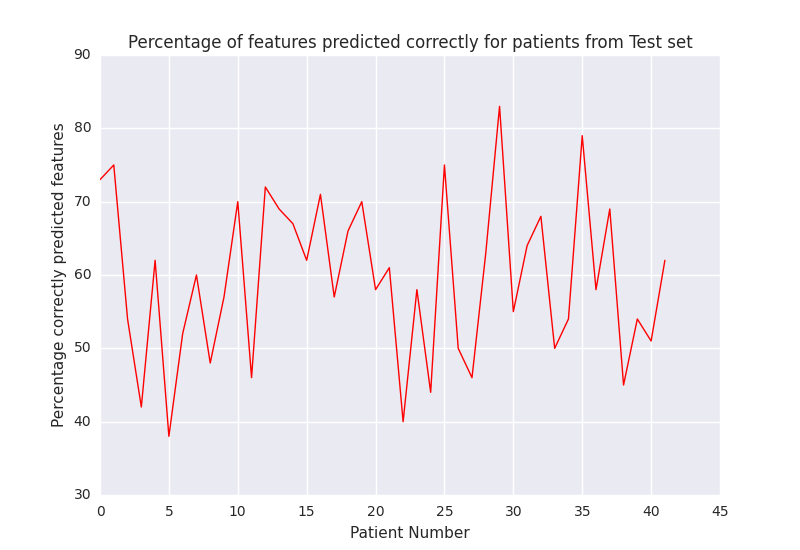 Percentage of features predicted correctly for patients from Test set
90
80
70
60
50
40
30
Percentage correctly predicted features
0 5 10 15 20 25 30 35 40 45
Patient Number